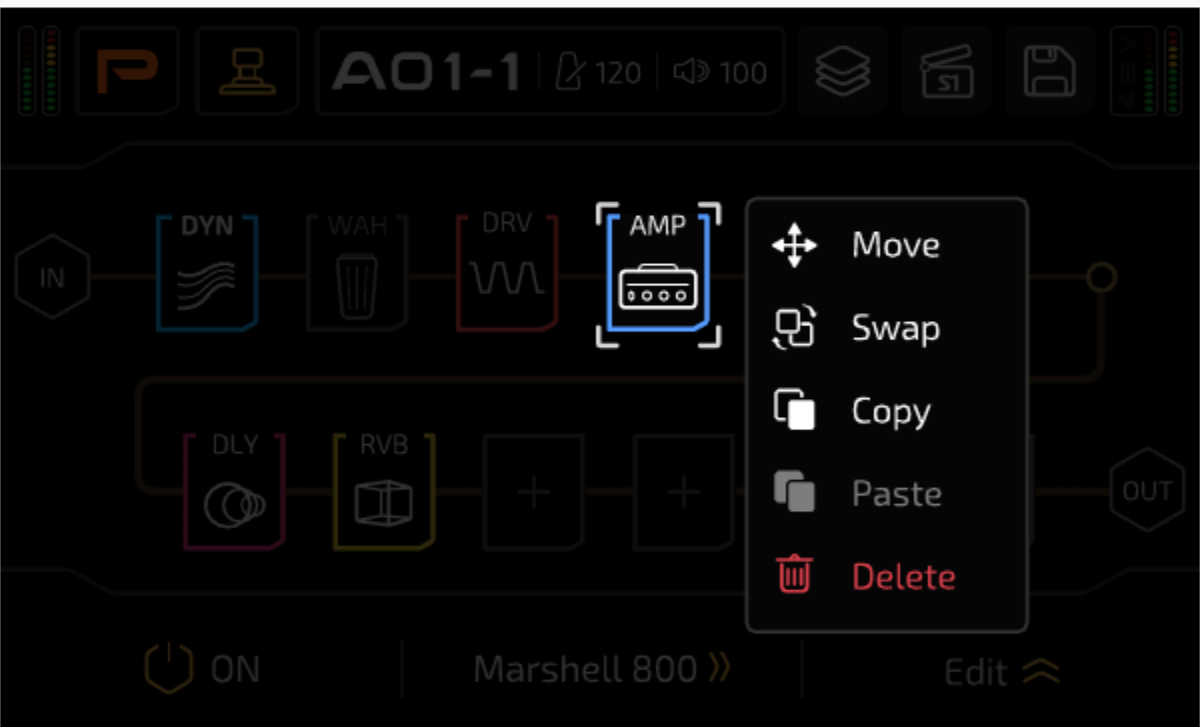 A01-1 120 100
S1
IN
DYN WAH DRV AMP
Move
Swap
Copy
Paste
Delete
DLY RVB
OUT
ON
Marshell 800
Edit